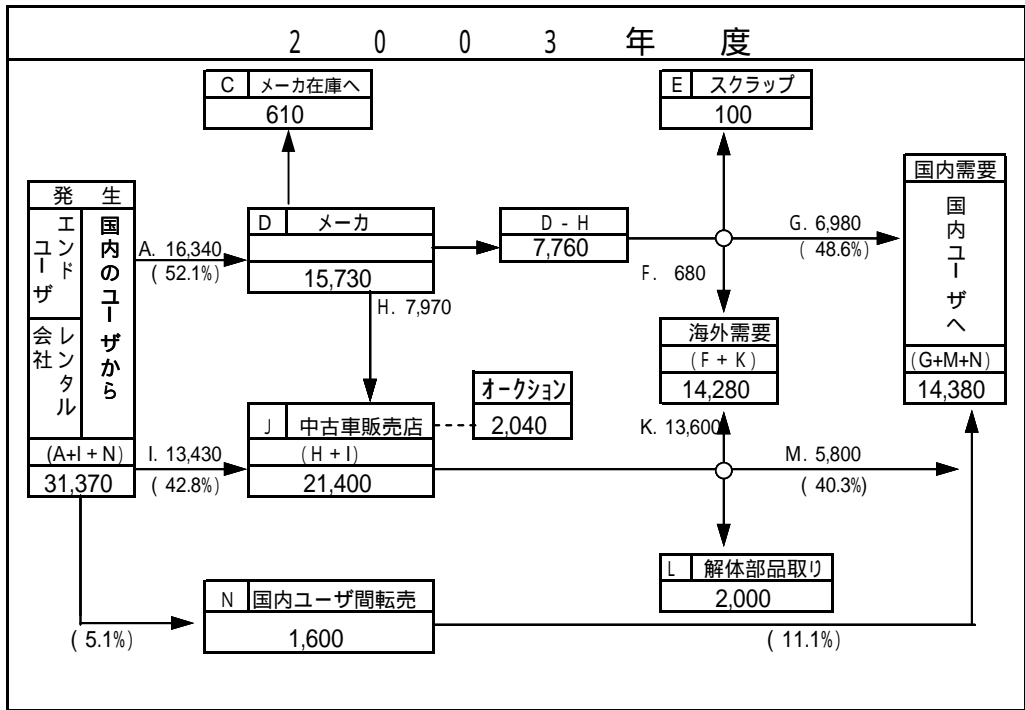 2003年度
C メーカ在庫へ
610
E スクラップ
100
発生
エンドユーザ
レンタル会社
国内のユーザから
(A+I+N)
31,370
A. 16,340
(52.1%)
D メーカ
15,730
D-H
7,760
G. 6,980
(48.6%)
F. 680
H. 7,970
国内需要
国内ユーザへ
(G+M+N)
14,380
海外需要
(F+K)
14,280
オークション
2,040
K. 13,600
J 中古車販売店
(H+I)
21,400
I. 13,430
(42.8%)
M. 5,800
(40.3%)
L 解体部品取り
2,000
N 国内ユーザ間転売
1,600
(5.1%)
(11.1%)